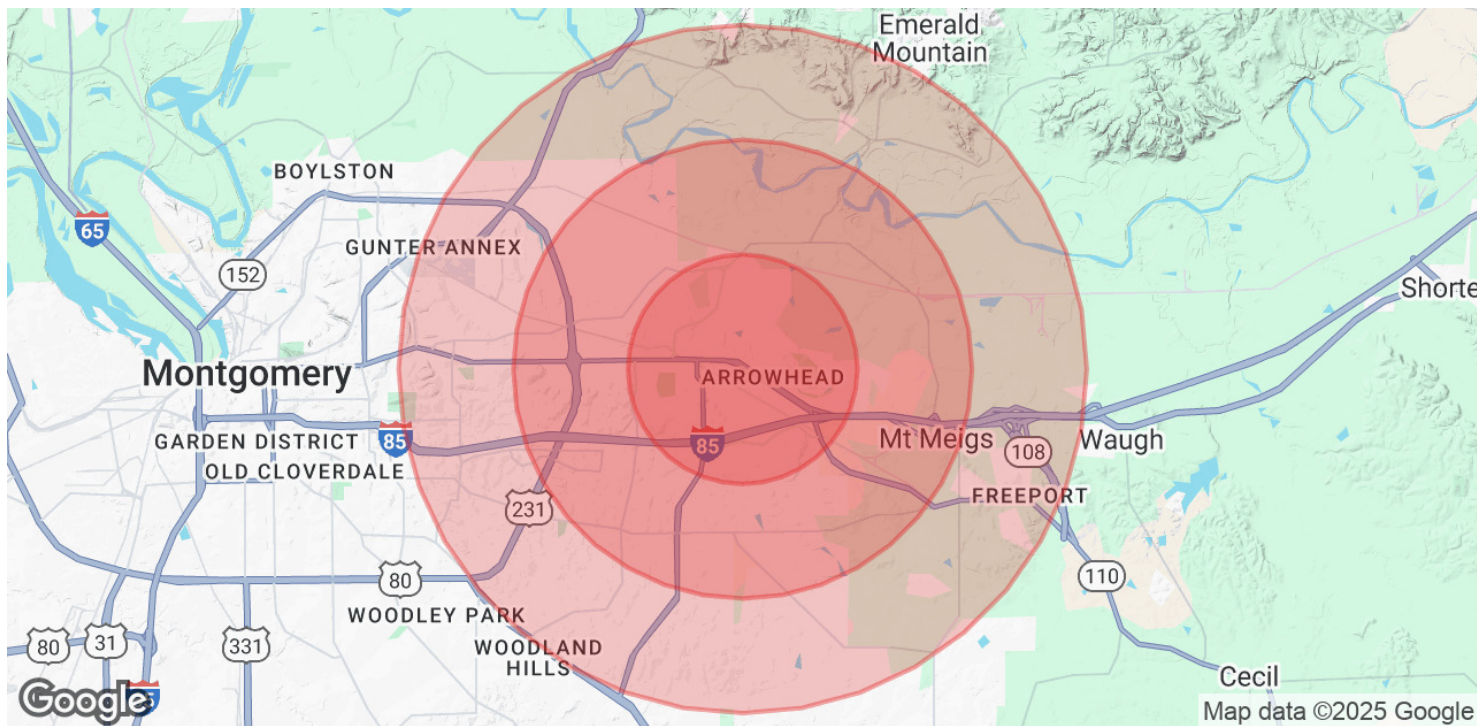 Emerald
Mountain
BOYLSTON
65
GUNTER ANNEX
152
Shorte
Montgomery
ARROWHEAD
GARDEN DISTRICT
85
85
Mt Meigs
Waugh
OLD CLOVERDALE
108
231
FREEPORT
80
110
WOODLEY PARK
80
31
331
WOODLAND
HILLS
Cecil
Google
Map data ©2025 Google